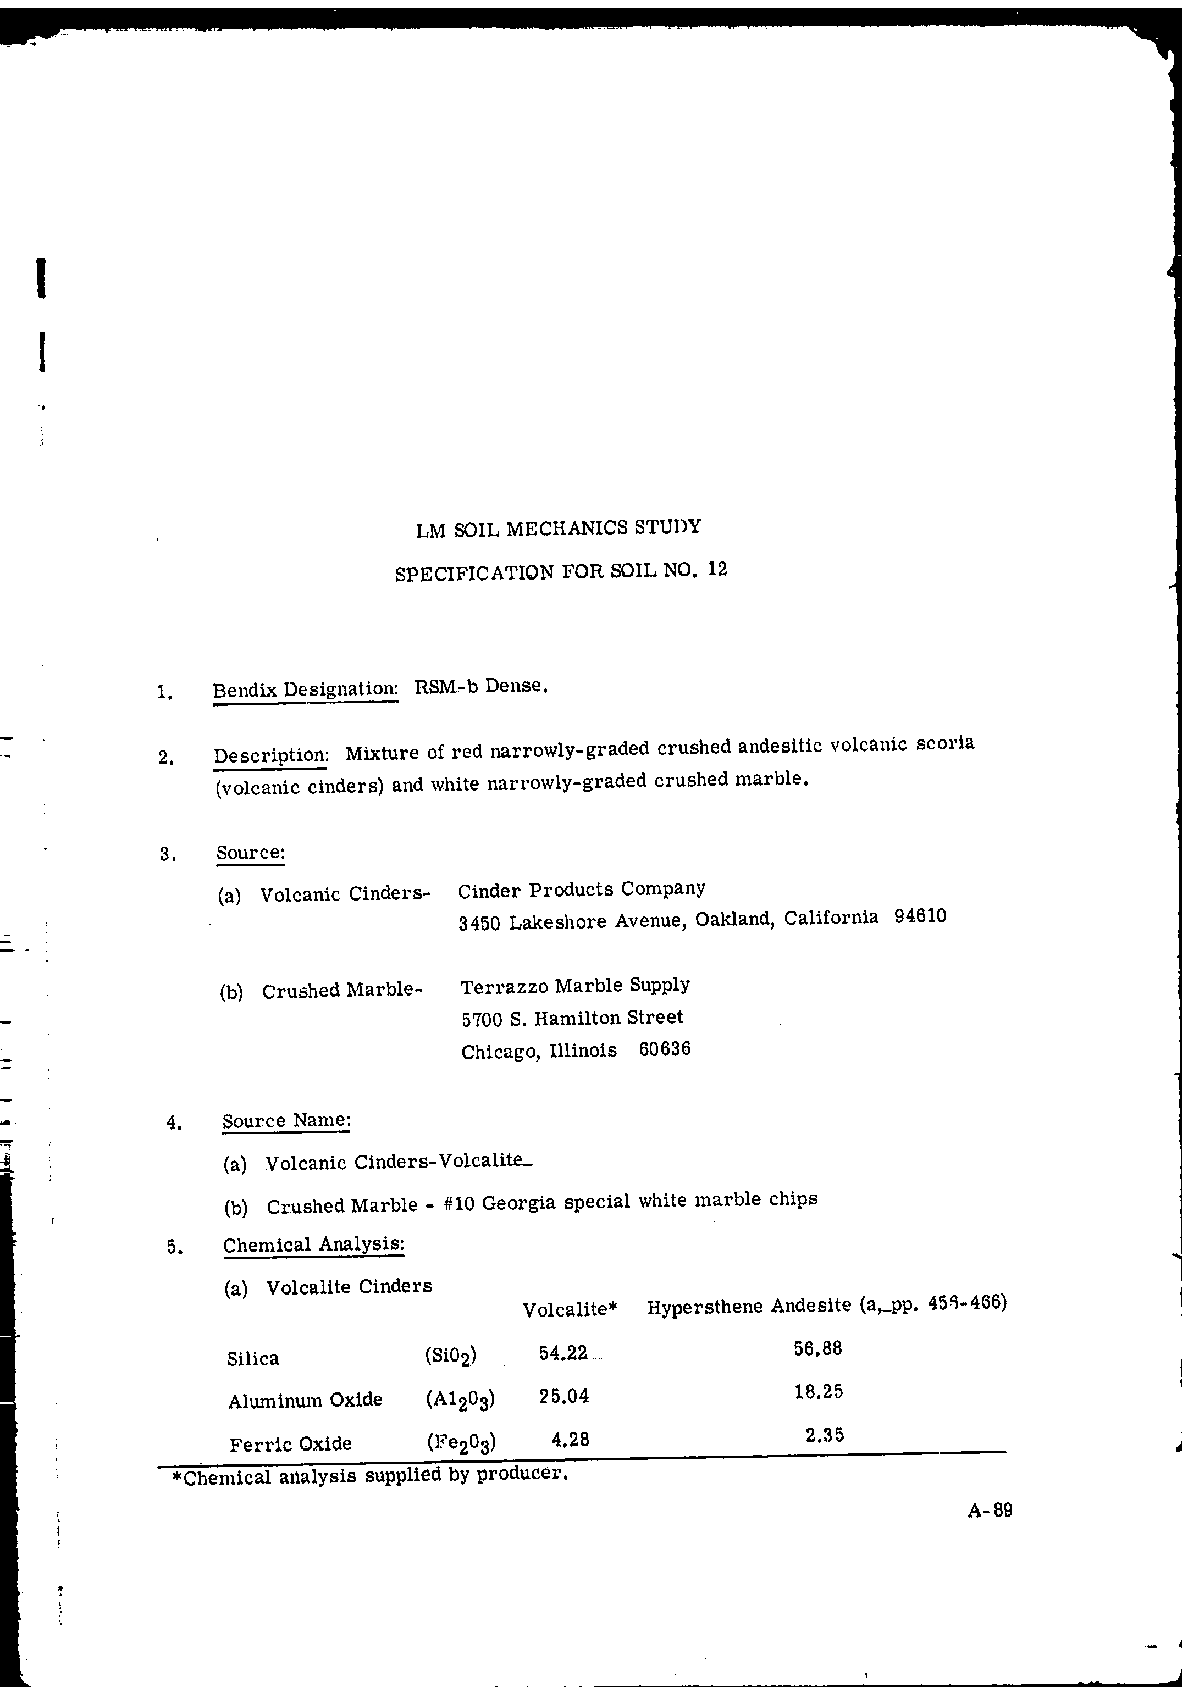 LM SOIL MECHANICS STUDY
SPECIFICATION FOR SOIL NO. 12
1. Bendix Designation: RSM-b Dense.
2. Description: Mixture of red narrowly-graded crushed andesitic volcanic scoria
(volcanic cinders) and white narrowly-graded crushed marble.
3. Source:
(a) Volcanic Cinders- Cinder Products Company
3450 Lakeshore Avenue, Oakland, California 94610
(b) Crushed Marble- Terrazzo Marble Supply
5700 S. Hamilton Street
Chicago, Illinois 60636
4. Source Name:
(a) Volcanic Cinders-Volcalite
(b) Crushed Marble - #10 Georgia special white marble chips
5. Chemical Analysis:
(a) Volcalite Cinders
Volcalite* Hypersthene Andesite (a, pp. -466)
Silica (SiO2) 54.22 56.88
Aluminum Oxide (Al2O3) 25.04 18.25
Ferric Oxide (Fe2O3) 4.28 2.35
*Chemical analysis supplied by producer.
A-89